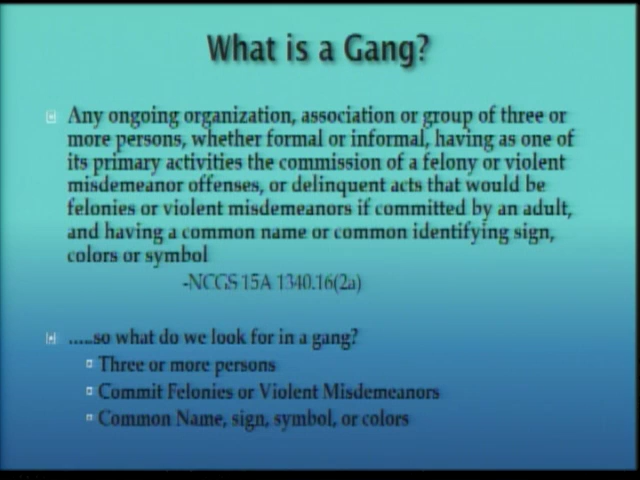 What is a Gang?
Any ongoing organization, association or group of three or
more persons, whether formal or informal, having as one of
its primary activities the commission of a felony or violent
misdemeanor offenses, or delinquent acts that would be
felonies or violent misdemeanors if committed by an adult,
and having a common name or common identifying sign,
colors or symbol
-NCGS 15A 1340.16(2a)
.....so what do we look for in a gang?
Three or more persons
Commit Felonies or Violent Misdemeanors
Common Name, sign, symbol, or colors